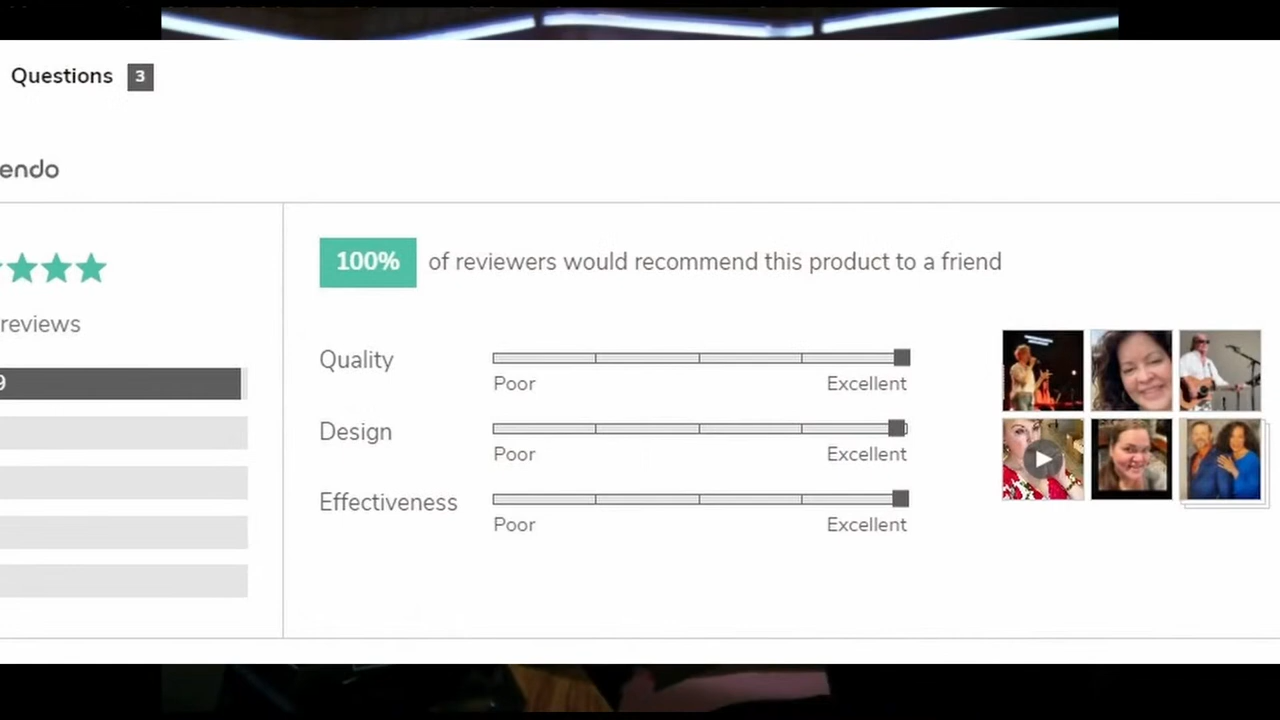 Questions 3
endo
reviews
9
100% of reviewers would recommend this product to a friend
Quality
Poor Excellent
Design
Poor Excellent
Effectiveness
Poor Excellent